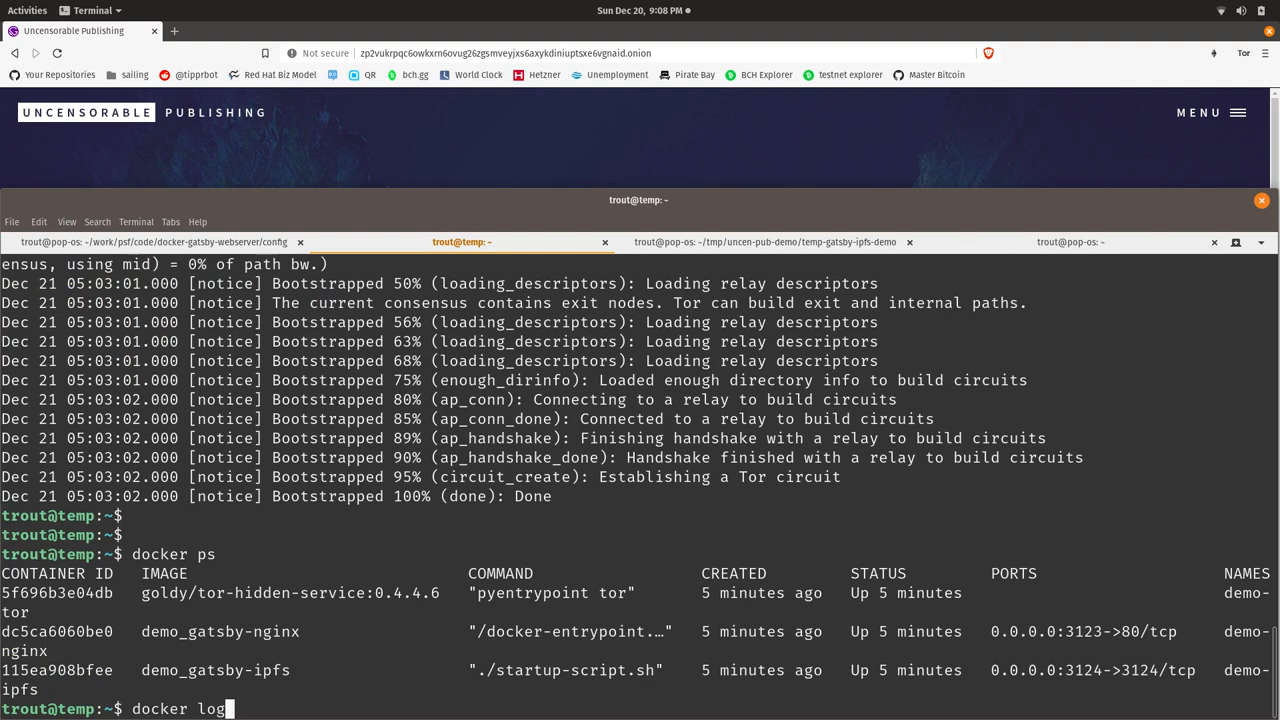 Activities Terminal Sun Dec 20, 9:08 PM
Uncensorable Publishing
Not secure zp2vukrpqc6owkxrn6ovug26zgsmveyjxs6axykdiniuptsxe6vgnaid.onion Tor
Your Repositories sailing @tipprbot Red Hat Biz Model QR bch.gg World Clock Hetzner Unemployment Pirate Bay BCH Explorer testnet explorer Master Bitcoin
UNCENSORABLE PUBLISHING MENU
trout@temp: ~
File Edit View Search Terminal Tabs Help
trout@pop-os: ~/work/psf/code/docker-gatsby-webserver/config trout@temp: ~ trout@pop-os: ~/tmp/uncen-pub-demo/temp-gatsby-ipfs-demo trout@pop-os: ~
ensus, using mid) = 0% of path bw.)
Dec 21 05:03:01.000 [notice] Bootstrapped 50% (loading_descriptors): Loading relay descriptors
Dec 21 05:03:01.000 [notice] The current consensus contains exit nodes. Tor can build exit and internal paths.
Dec 21 05:03:01.000 [notice] Bootstrapped 56% (loading_descriptors): Loading relay descriptors
Dec 21 05:03:01.000 [notice] Bootstrapped 63% (loading_descriptors): Loading relay descriptors
Dec 21 05:03:01.000 [notice] Bootstrapped 68% (loading_descriptors): Loading relay descriptors
Dec 21 05:03:01.000 [notice] Bootstrapped 75% (enough_dirinfo): Loaded enough directory info to build circuits
Dec 21 05:03:02.000 [notice] Bootstrapped 80% (ap_conn): Connecting to a relay to build circuits
Dec 21 05:03:02.000 [notice] Bootstrapped 85% (ap_conn_done): Connected to a relay to build circuits
Dec 21 05:03:02.000 [notice] Bootstrapped 89% (ap_handshake): Finishing handshake with a relay to build circuits
Dec 21 05:03:02.000 [notice] Bootstrapped 90% (ap_handshake_done): Handshake finished with a relay to build circuits
Dec 21 05:03:02.000 [notice] Bootstrapped 95% (circuit_create): Establishing a Tor circuit
Dec 21 05:03:02.000 [notice] Bootstrapped 100% (done): Done
trout@temp:~$
trout@temp:~$
trout@temp:~$ docker ps
CONTAINER ID IMAGE COMMAND CREATED STATUS PORTS NAMES
5f696b3e04db goldy/tor-hidden-service:0.4.4.6 "pyentrypoint tor" 5 minutes ago Up 5 minutes demo-
tor
dc5ca6060be0 demo_gatsby-nginx "/docker-entrypoint.…" 5 minutes ago Up 5 minutes 0.0.0.0:3123->80/tcp demo-
nginx
115ea908bfee demo_gatsby-ipfs "./startup-script.sh" 5 minutes ago Up 5 minutes 0.0.0.0:3124->3124/tcp demo-
ipfs
trout@temp:~$ docker log